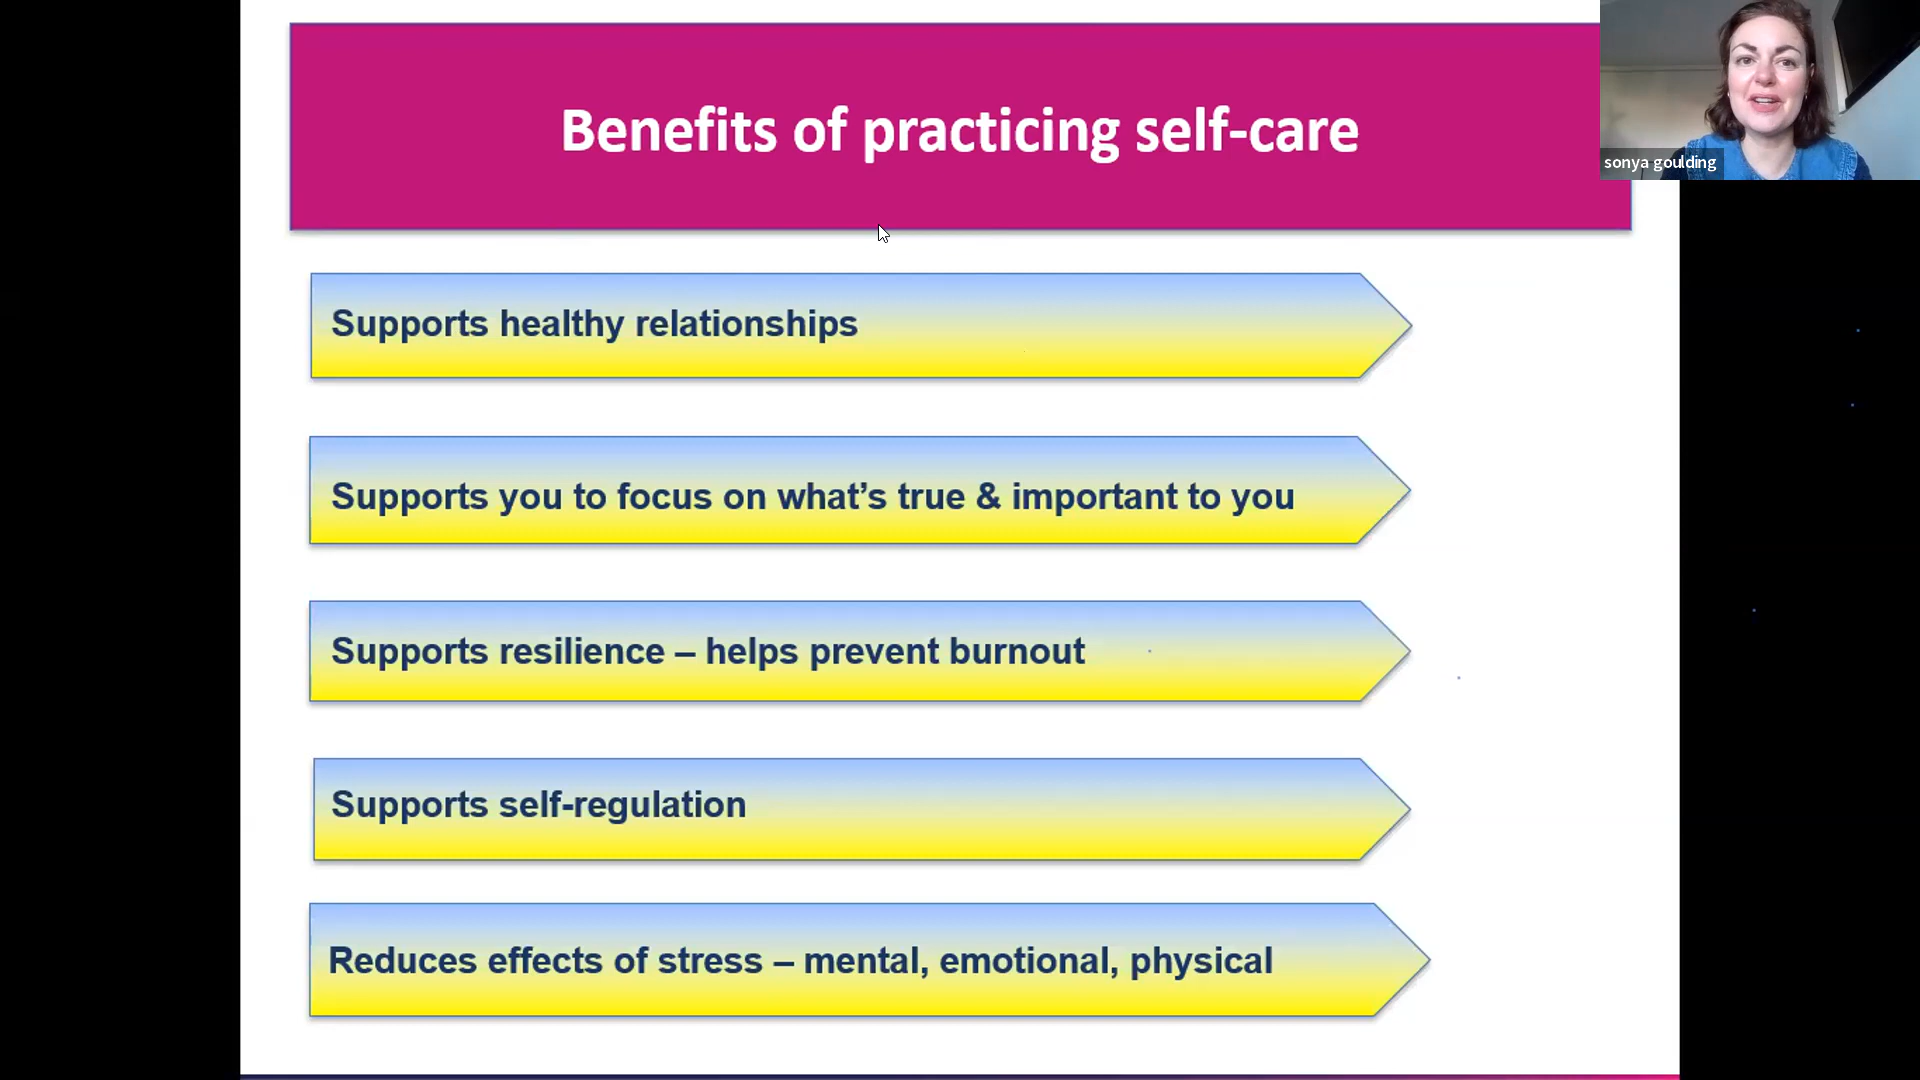 Benefits of practicing self-care
sonya goulding
Supports healthy relationships
Supports you to focus on what’s true & important to you
Supports resilience – helps prevent burnout
Supports self-regulation
Reduces effects of stress – mental, emotional, physical